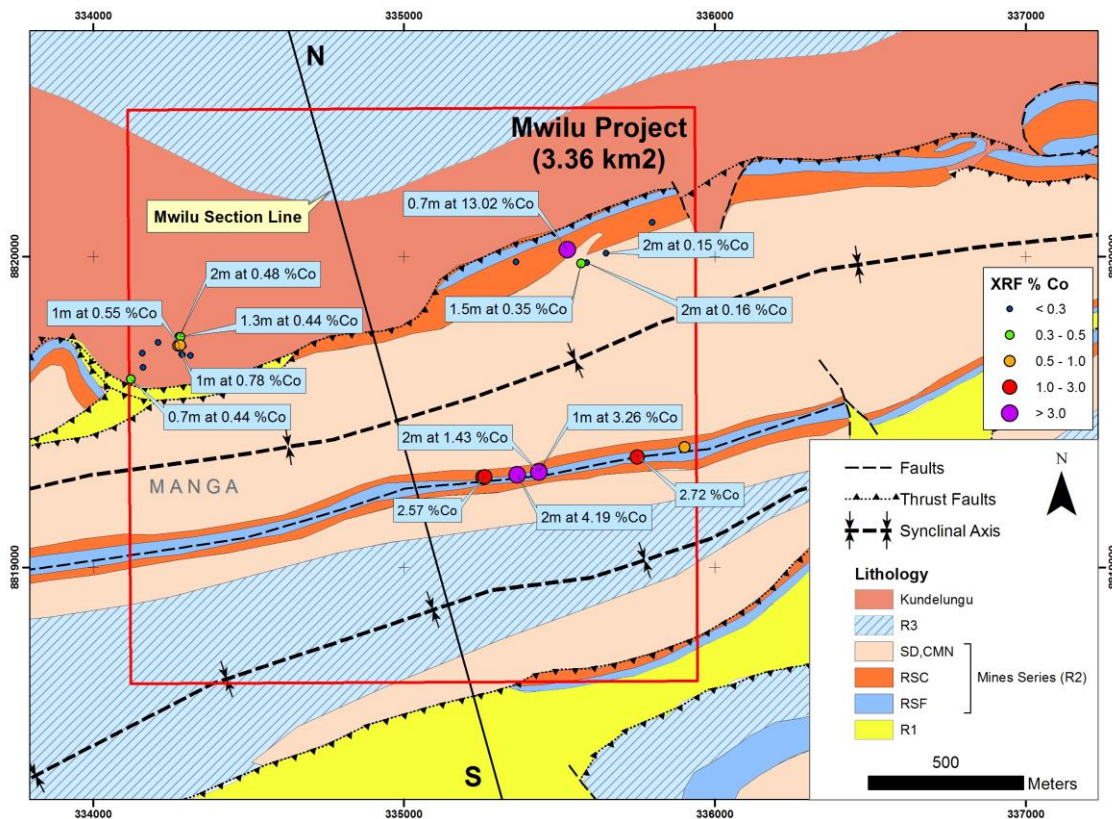 334000
335000
336000
337000
N
Mwilu Project
(3.36 km2)
0.7m at 13.02 %Co
Mwilu Section Line
2m at 0.15 %Co
8820000
8820000
2m at 0.48 %Co
1m at 0.55 %Co
1.3m at 0.44 %Co
1.5m at 0.35 %Co
2m at 0.16 %Co
1m at 0.78 %Co
0.7m at 0.44 %Co
1m at 3.26 %Co
2m at 1.43 %Co
MANGA
2.57 %Co
2m at 4.19 %Co
2.72 %Co
8819000
8819000
S
XRF % Co
< 0.3
0.3 - 0.5
0.5 - 1.0
1.0 - 3.0
> 3.0
N
Faults
Thrust Faults
Synclinal Axis
Lithology
Kundelungu
R3
SD,CMN
RSC
Mines Series (R2)
RSF
R1
500
Meters
334000
335000
336000
337000